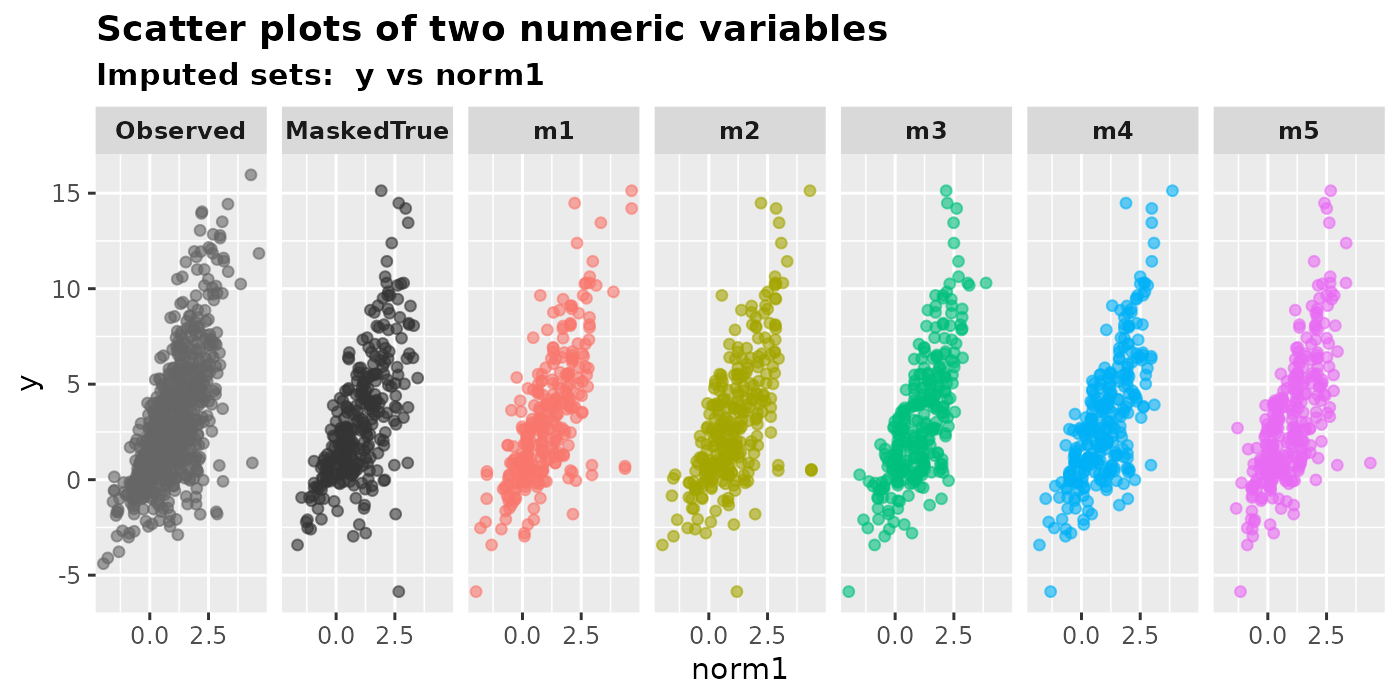 Scatter plots of two numeric variables
Imputed sets:  y vs norm1
Observed MaskedTrue m1 m2 m3 m4 m5
15
10
5
0
-5
y
0.0 2.5 0.0 2.5 0.0 2.5 0.0 2.5 0.0 2.5 0.0 2.5 0.0 2.5
norm1